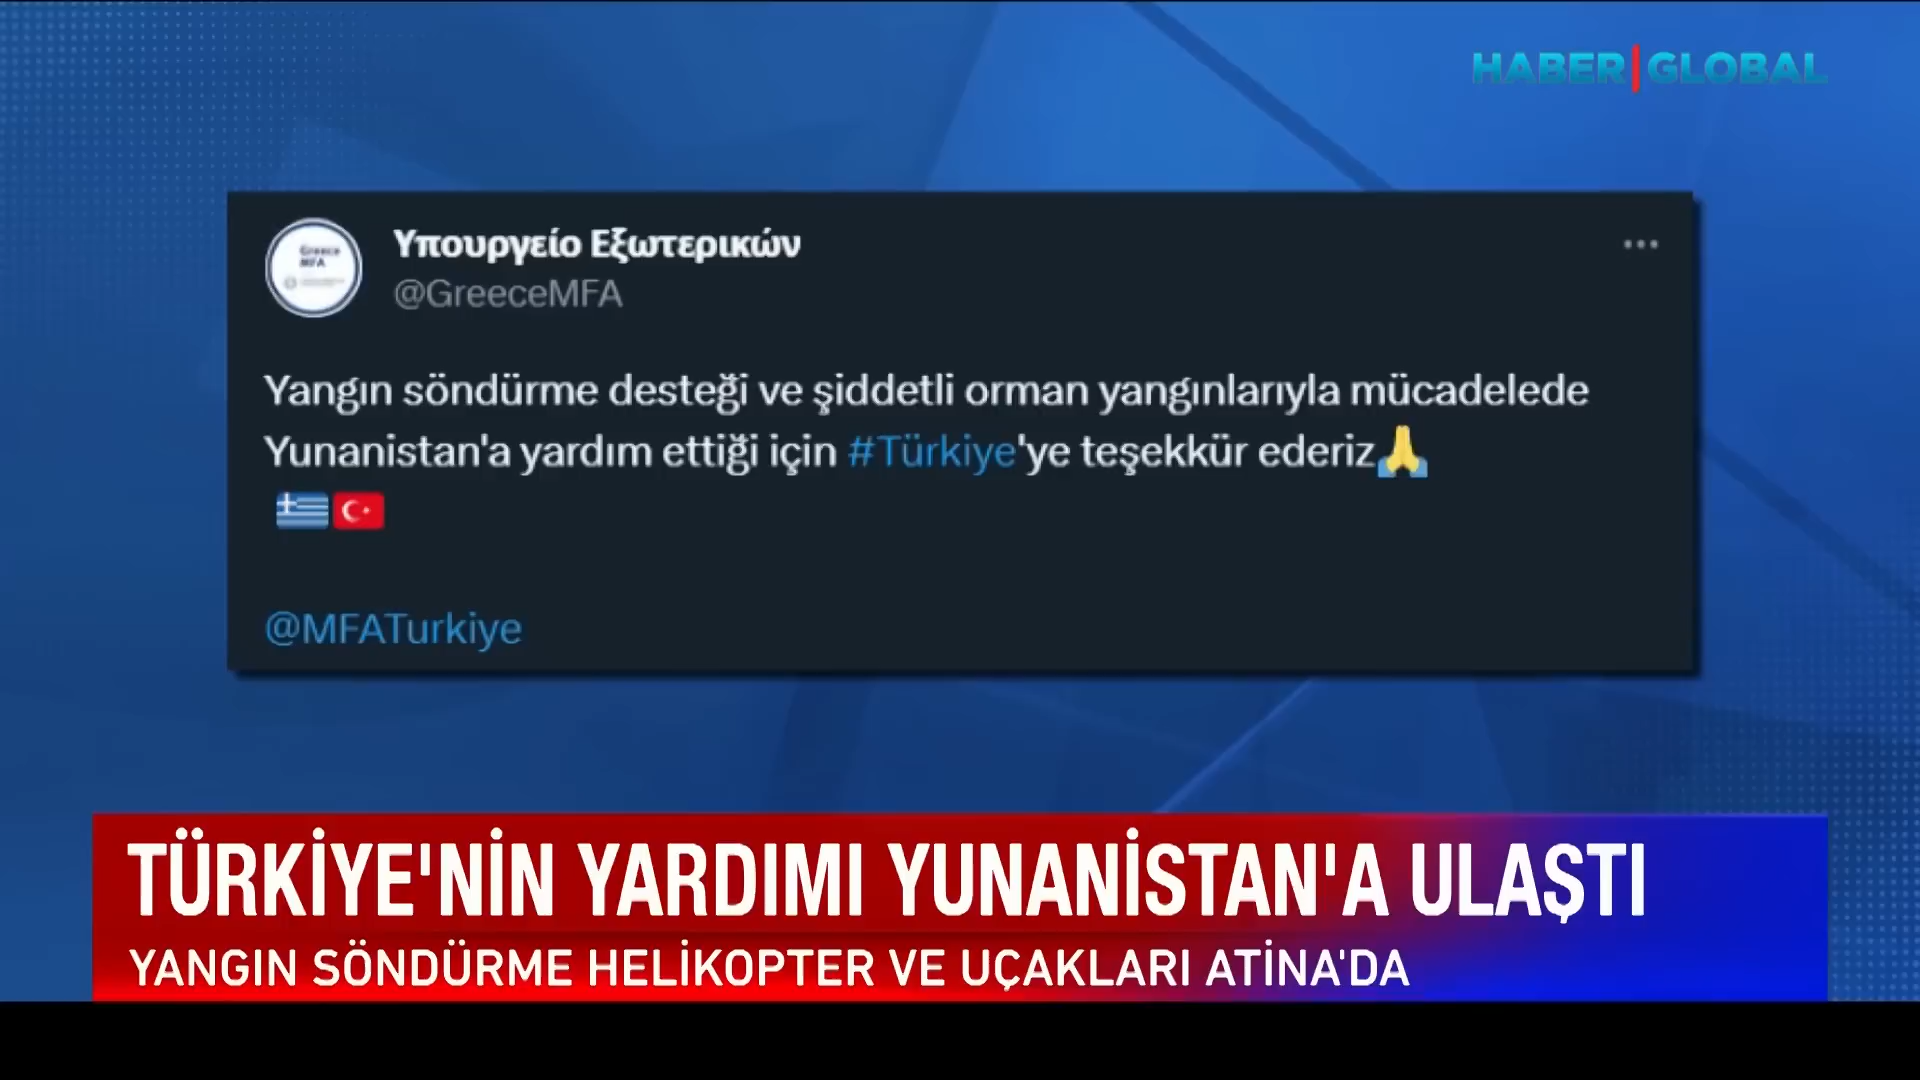 HABER GLOBAL
Υπουργείο Εξωτερικών
@GreeceMFA
Greece
MFA
Yangın söndürme desteği ve şiddetli orman yangınlarıyla mücadelede
Yunanistan'a yardım ettiği için #Türkiye'ye teşekkür ederiz🙏
🇬🇷🇹🇷
@MFATurkiye
TÜRKİYE'NİN YARDIMI YUNANİSTAN'A ULAŞTI
YANGIN SÖNDÜRME HELİKOPTER VE UÇAKLARI ATİNA'DA